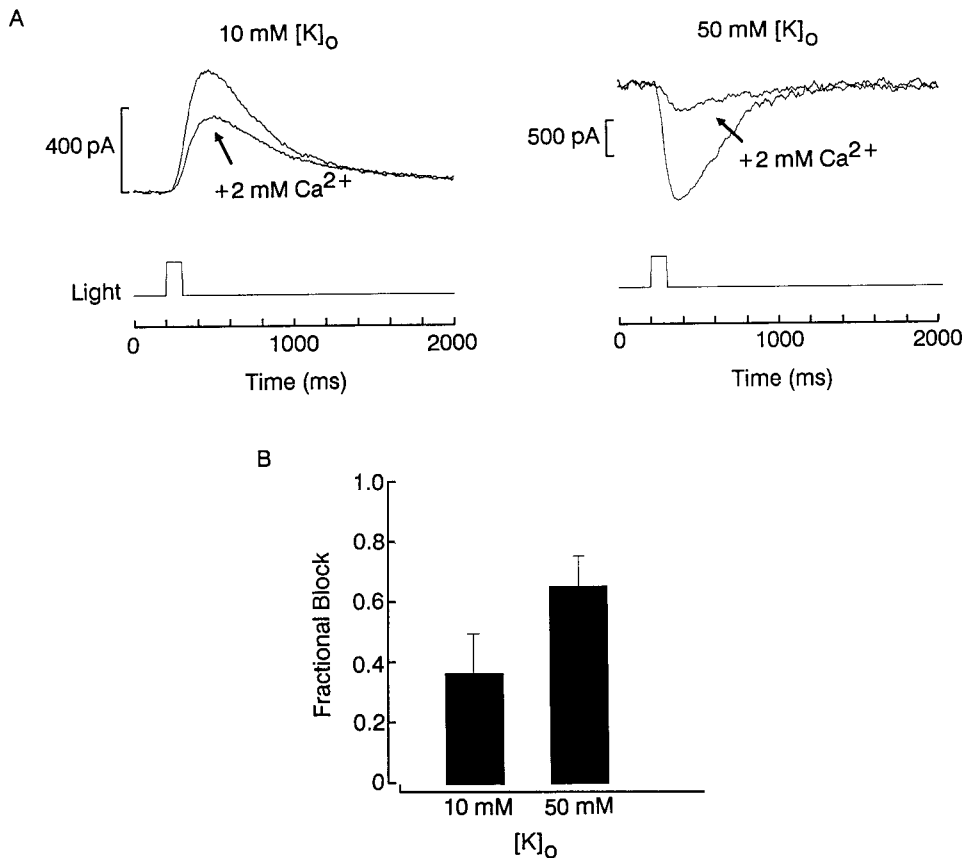 A
10 mM [K]o
50 mM [K]o
400 pA
+2 mM Ca2+
500 pA
+2 mM Ca2+
Light
0 1000 2000
Time (ms)
0 1000 2000
Time (ms)
B
Fractional Block
1.0
0.8
0.6
0.4
0.2
0
10 mM 50 mM
[K]o